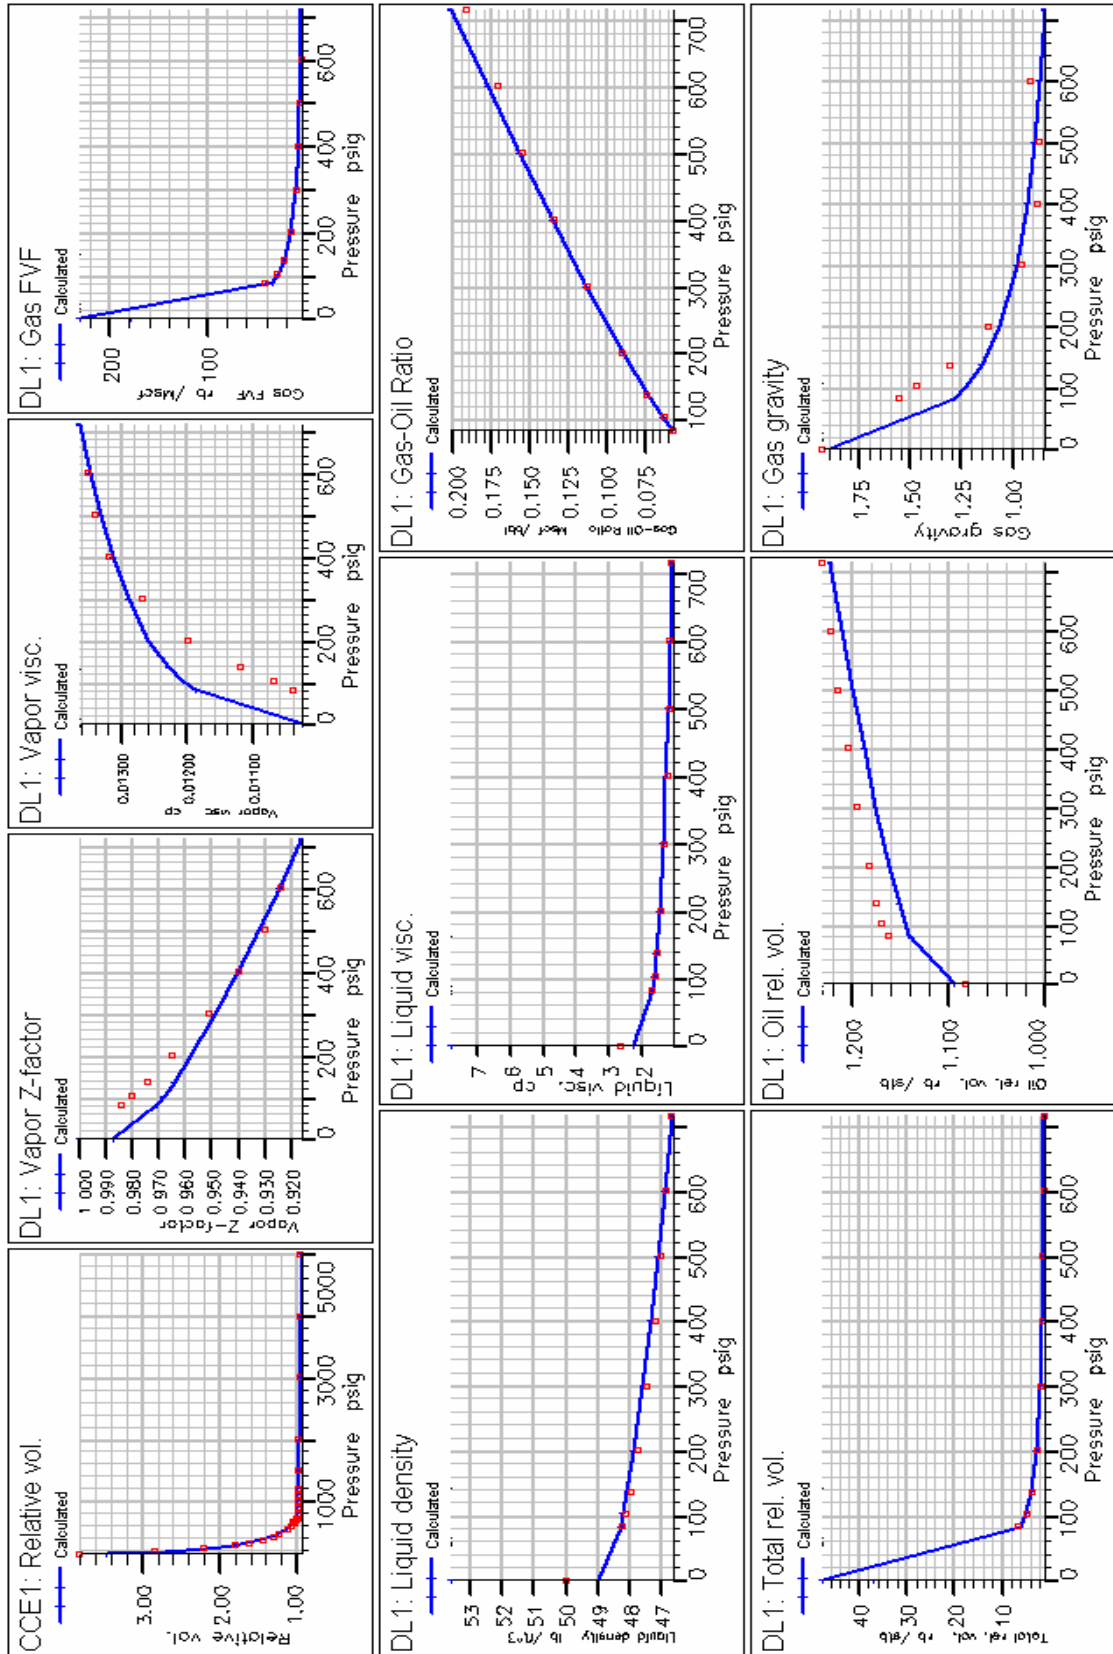 CCE1: Relative vol.
Calculated
3.00
2.00
1.00
Relative vol.
1000
3000
5000
Pressure psig
DL1: Vapor Z-factor
Calculated
1.000
0.990
0.980
0.970
0.960
0.950
0.940
0.930
0.920
Vapor Z-factor
0
200
400
600
Pressure psig
DL1: Vapor visc.
Calculated
0.01300
0.01200
0.01100
Vapor visc. cp
0
200
400
600
Pressure psig
DL1: Gas FVF
Calculated
200
100
Gas FVF rb /Mscf
0
200
400
600
Pressure psig
DL1: Liquid density
Calculated
53
52
51
50
49
48
47
Liquid density lb /ft^3
0
100
200
300
400
500
600
Pressure psig
DL1: Liquid visc.
Calculated
7
6
5
4
3
2
Liquid visc. cp
0
100
200
300
400
500
600
700
Pressure psig
DL1: Gas-Oil Ratio
Calculated
0.200
0.175
0.150
0.125
0.100
0.075
Gas-Oil Ratio Mscf /bbl
100
200
300
400
500
600
700
Pressure psig
DL1: Total rel. vol.
Calculated
40
30
20
10
Total rel. vol. rb /stb
0
100
200
300
400
500
600
Pressure psig
DL1: Oil rel. vol.
Calculated
1.200
1.100
1.000
Oil rel. vol. rb /stb
0
100
200
300
400
500
600
Pressure psig
DL1: Gas gravity
Calculated
1.75
1.50
1.25
1.00
Gas gravity
0
100
200
300
400
500
600
Pressure psig